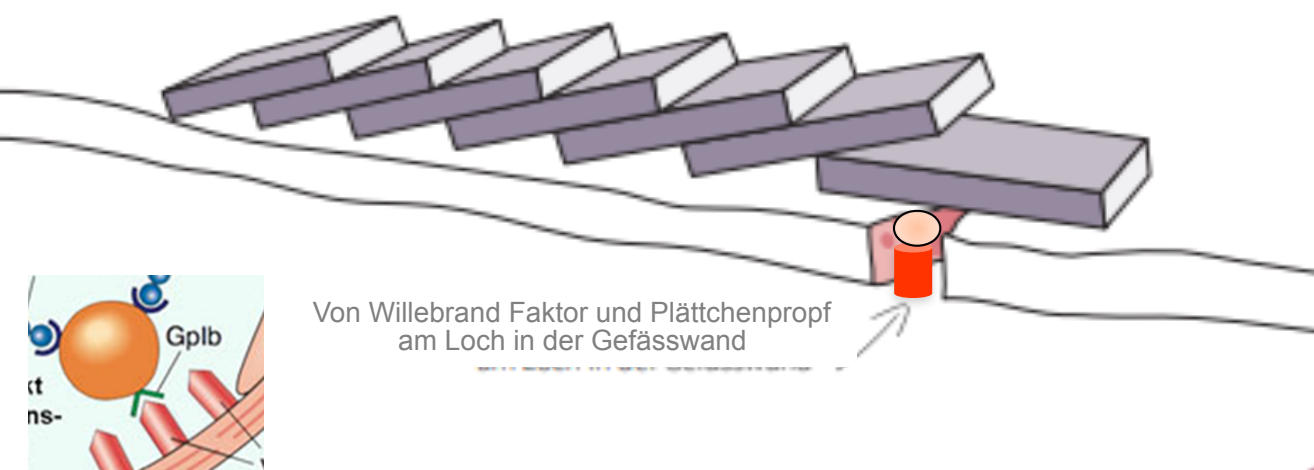 Von Willebrand Faktor und Plättchenpropf
am Loch in der Gefässwand
Gplb
kt
ns-